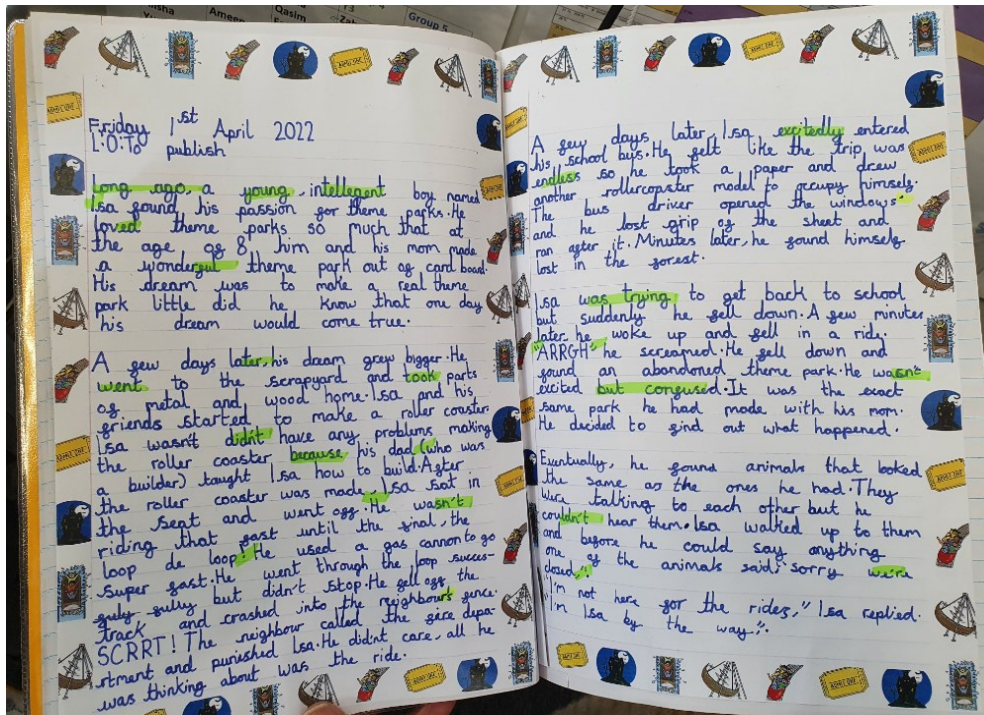 Ameen
Qasim
Group 5
Friday 1st April 2022
L.O:To publish
Long ago, a young, intellegent boy named
Isa found his passion for theme parks. He
loved theme parks so much that at
the age of 8, him and his mom made
a wonderful theme park out of card board.
His dream was to make a real theme
park little did he know that one day
his dream would come true.
A few days later, his dream grew bigger. He
went to the scrapyard and took parts
of metal and wood home. Isa and his
friends started to make a roller coaster.
Isa wasn't didn't have any problems making
the roller coaster because his dad (who was
a builder) taught Isa how to build. After
the roller coaster was made, Isa sat in
the seat and went off. He wasn't
riding that fast until the final, the
loop de loop! He used a gas cannon to go
super fast. He went through the loop succes-
fuly fully but didn't stop. He fell off the
track and crashed into the neighbours fence.
SCRRT! The neighbour called the fire depa-
rtment and punished Isa. He didn't care, all he
was thinking about was the ride.
A few days later, Isa excitedly entered
his school bus. He felt like the trip was
endless so he took a paper and drew
another rollercoaster model to occupy himself.
The bus driver opened the windows
and he lost grip of the sheet and
ran after it. Minutes later, he found himself
lost in the forest.
Isa was trying to get back to school
but suddenly he fell down. A few minutes
later, he woke up and fell in a ride.
"ARRGH" he screamed. He fell down and
found an abandoned theme park. He wasn't
excited but confused. It was the exact
same park he had made with his mom.
He decided to find out what happened.
Eventually, he found animals that looked
the same as the ones he had. They
were talking to each other but he
couldn't hear them. Isa walked up to them
and before he could say anything
one of the animals said: sorry we're
closed,"
"I'm not here for the rides," Isa replied.
"I'm Isa by the way".